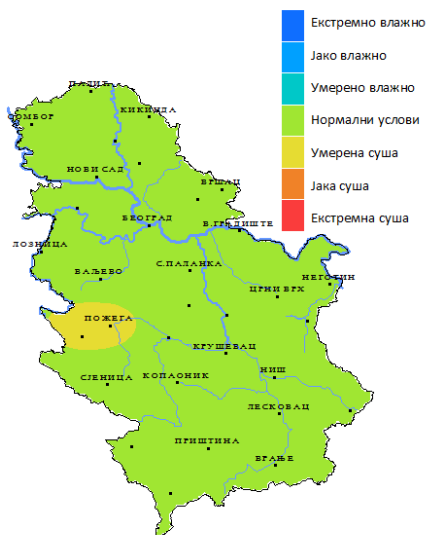 Екстремно влажно
Јако влажно
Умерено влажно
Нормални услови
Умерена суша
Јака суша
Екстремна суша
ПАЛИЋ
КИКИНДА
СОМБОР
НОВИ САД
ВРШАЦ
БЕОГРАД
В.ГРАДИШТЕ
ЛОЗНИЦА
С.ПАЛАНКА
ВАЉЕВО
НЕГОТИН
ЦРНИ ВРХ
ПОЖЕГА
КРУШЕВАЦ
НИШ
КОПАОНИК
СЈЕНИЦА
ЛЕСКОВАЦ
ПРИШТИНА
ВРАЊЕ